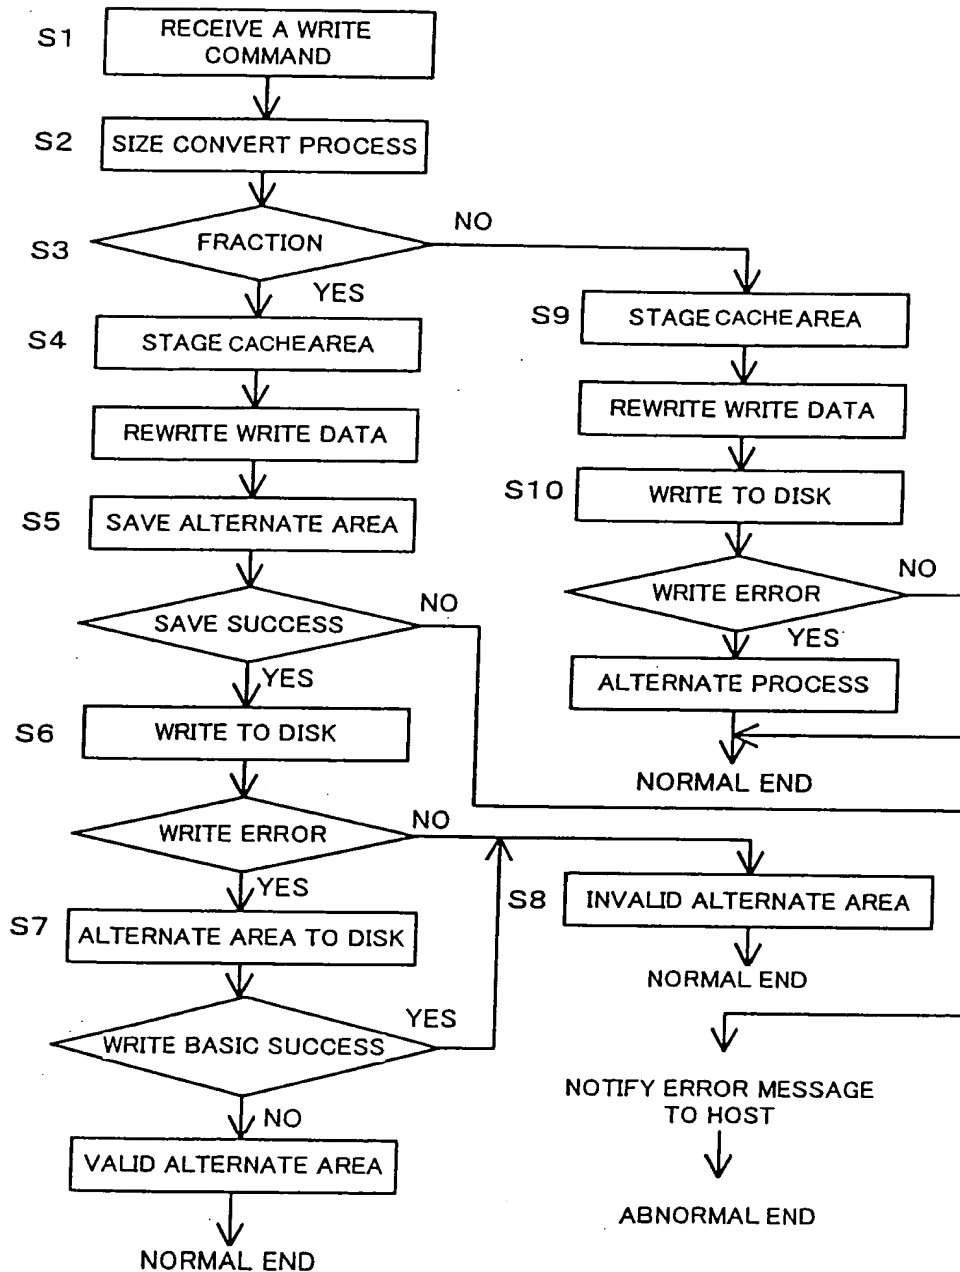 S1
RECEIVE A WRITE
COMMAND
S2
SIZE CONVERT PROCESS
S3
FRACTION
NO
YES
S4
STAGE CACHE AREA
REWRITE WRITE DATA
S5
SAVE ALTERNATE AREA
SAVE SUCCESS
NO
YES
S6
WRITE TO DISK
WRITE ERROR
NO
YES
S7
ALTERNATE AREA TO DISK
WRITE BASIC SUCCESS
YES
NO
VALID ALTERNATE AREA
NORMAL END
S9
STAGE CACHE AREA
REWRITE WRITE DATA
S10
WRITE TO DISK
WRITE ERROR
NO
YES
ALTERNATE PROCESS
NORMAL END
S8
INVALID ALTERNATE AREA
NORMAL END
NOTIFY ERROR MESSAGE
TO HOST
ABNORMAL END